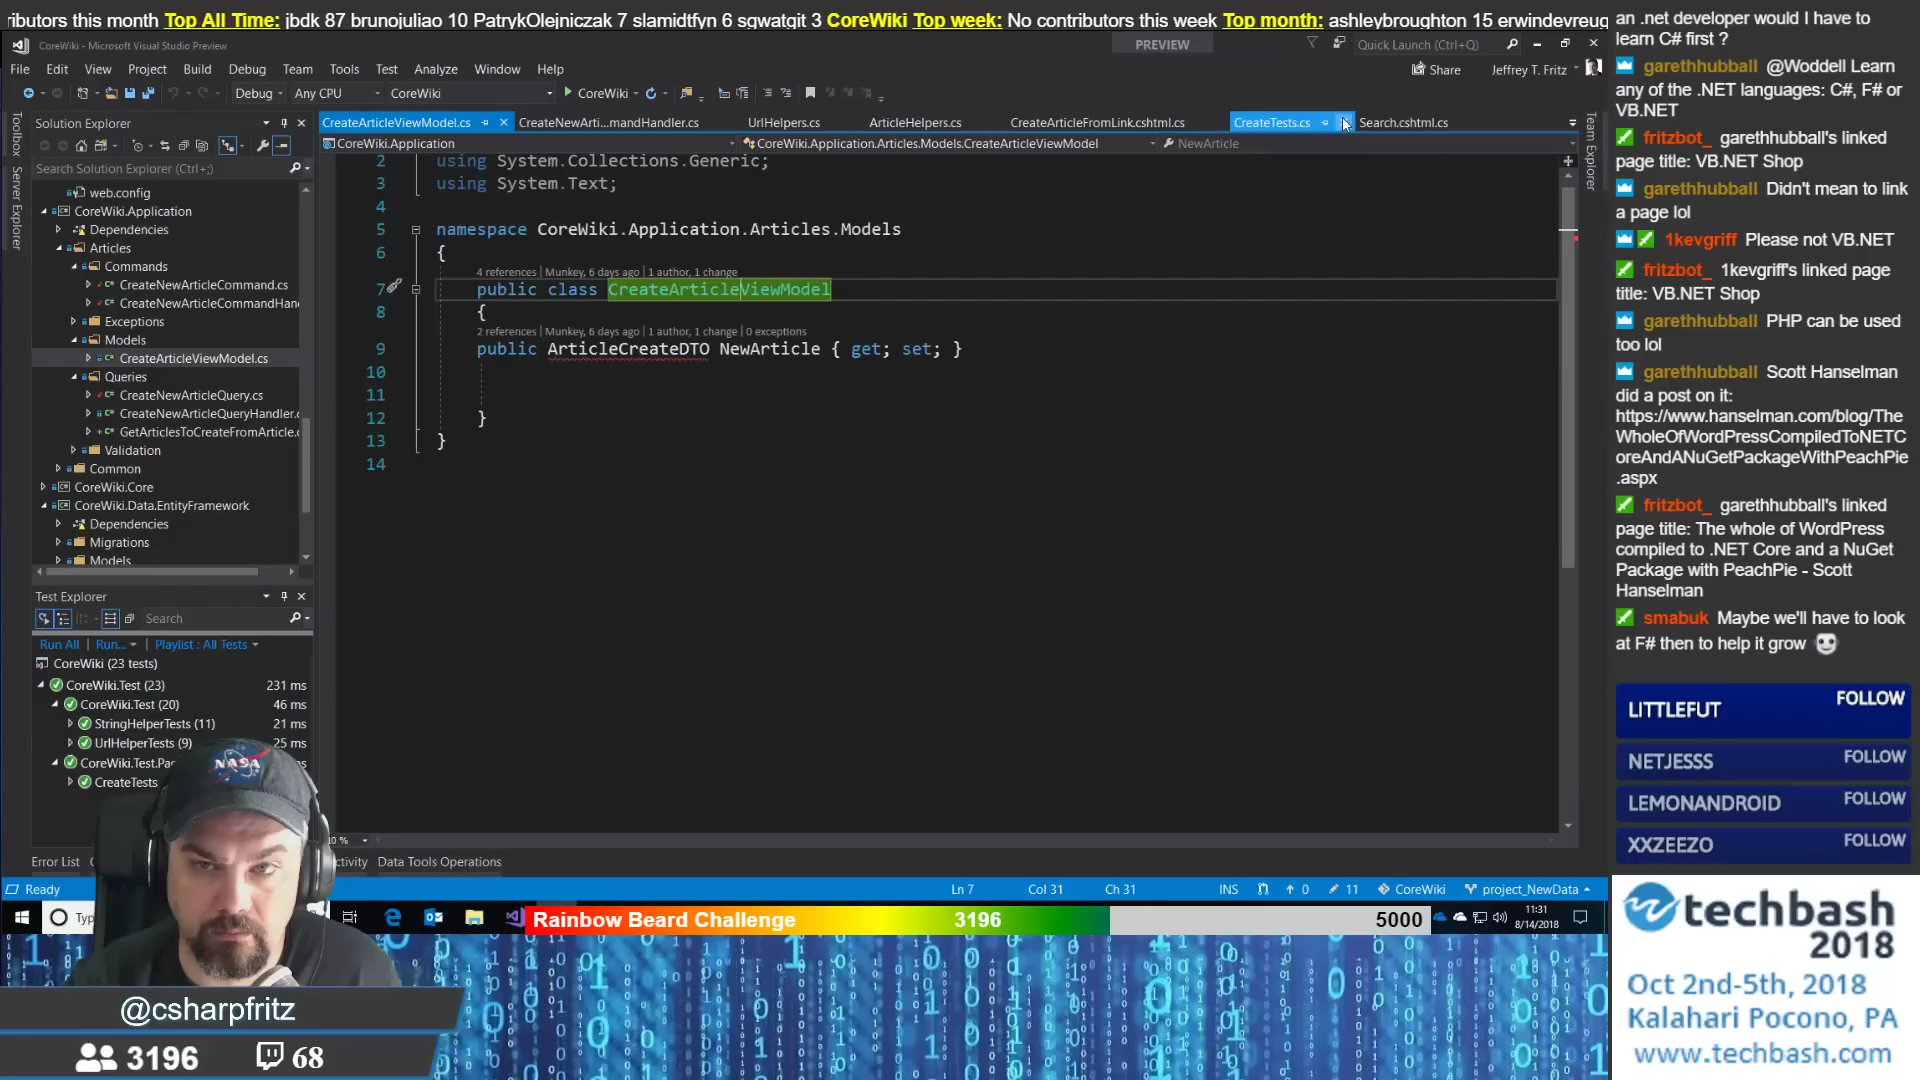 ributors this month Top All Time: jbdk 87 brunojuliao 10 PatrykOlejniczak 7 slamidtfyn 6 sgwatgit 3 CoreWiki Top week: No contributors this week Top month: ashleybroughton 15 erwindevreug
CoreWiki - Microsoft Visual Studio Preview
PREVIEW
Quick Launch (Ctrl+Q)
File Edit View Project Build Debug Team Tools Test Analyze Window Help
Share
Jeffrey T. Fritz
Debug Any CPU CoreWiki CoreWiki
Toolbox
Server Explorer
Team Explorer
Solution Explorer
CreateArticleViewModel.cs CreateNewArti...mandHandler.cs UrlHelpers.cs ArticleHelpers.cs CreateArticleFromLink.cshtml.cs CreateTests.cs Search.cshtml.cs
CoreWiki.Application CoreWiki.Application.Articles.Models.CreateArticleViewModel NewArticle
Search Solution Explorer (Ctrl+;)
web.config
CoreWiki.Application
Dependencies
Articles
Commands
CreateNewArticleCommand.cs
CreateNewArticleCommandHan
Exceptions
Models
CreateArticleViewModel.cs
Queries
CreateNewArticleQuery.cs
CreateNewArticleQueryHandler.c
GetArticlesToCreateFromArticle.c
Validation
Common
CoreWiki.Core
CoreWiki.Data.EntityFramework
Dependencies
Migrations
Models
2 using System.Collections.Generic;
3 using System.Text;
4
5 namespace CoreWiki.Application.Articles.Models
6 {
4 references | Munkey, 6 days ago | 1 author, 1 change
7 public class CreateArticleViewModel
8 {
2 references | Munkey, 6 days ago | 1 author, 1 change | 0 exceptions
9 public ArticleCreateDTO NewArticle { get; set; }
10
11
12 }
13 }
14
Test Explorer
Search
Run All Run... Playlist : All Tests
CoreWiki (23 tests)
CoreWiki.Test (23) 231 ms
CoreWiki.Test (20) 46 ms
StringHelperTests (11) 21 ms
UrlHelperTests (9) 25 ms
CoreWiki.Test.Pa
CreateTests
NASA
Error List
ctivity Data Tools Operations
Ready
Ln 7 Col 31 Ch 31 INS 0 11 CoreWiki project_NewData
Typ
Rainbow Beard Challenge 3196 5000
11:31
8/14/2018
@csharpfritz
3196 68
an .net developer would I have to
learn C# first ?
garethhubball @Woddell Learn
any of the .NET languages: C#, F# or
VB.NET
fritzbot_ garethhubball's linked
page title: VB.NET Shop
garethhubball Didn't mean to link
a page lol
1kevgriff Please not VB.NET
fritzbot_ 1kevgriff's linked page
title: VB.NET Shop
garethhubball PHP can be used
too lol
garethhubball Scott Hanselman
did a post on it:
https://www.hanselman.com/blog/The
WholeOfWordPressCompiledToNETC
oreAndANuGetPackageWithPeachPie
.aspx
fritzbot_ garethhubball's linked
page title: The whole of WordPress
compiled to .NET Core and a NuGet
Package with PeachPie - Scott
Hanselman
smabuk Maybe we'll have to look
at F# then to help it grow
LITTLEFUT FOLLOW
NETJESSS FOLLOW
LEMONANDROID FOLLOW
XXZEEZO FOLLOW
techbash
2018
Oct 2nd-5th, 2018
Kalahari Pocono, PA
www.techbash.com